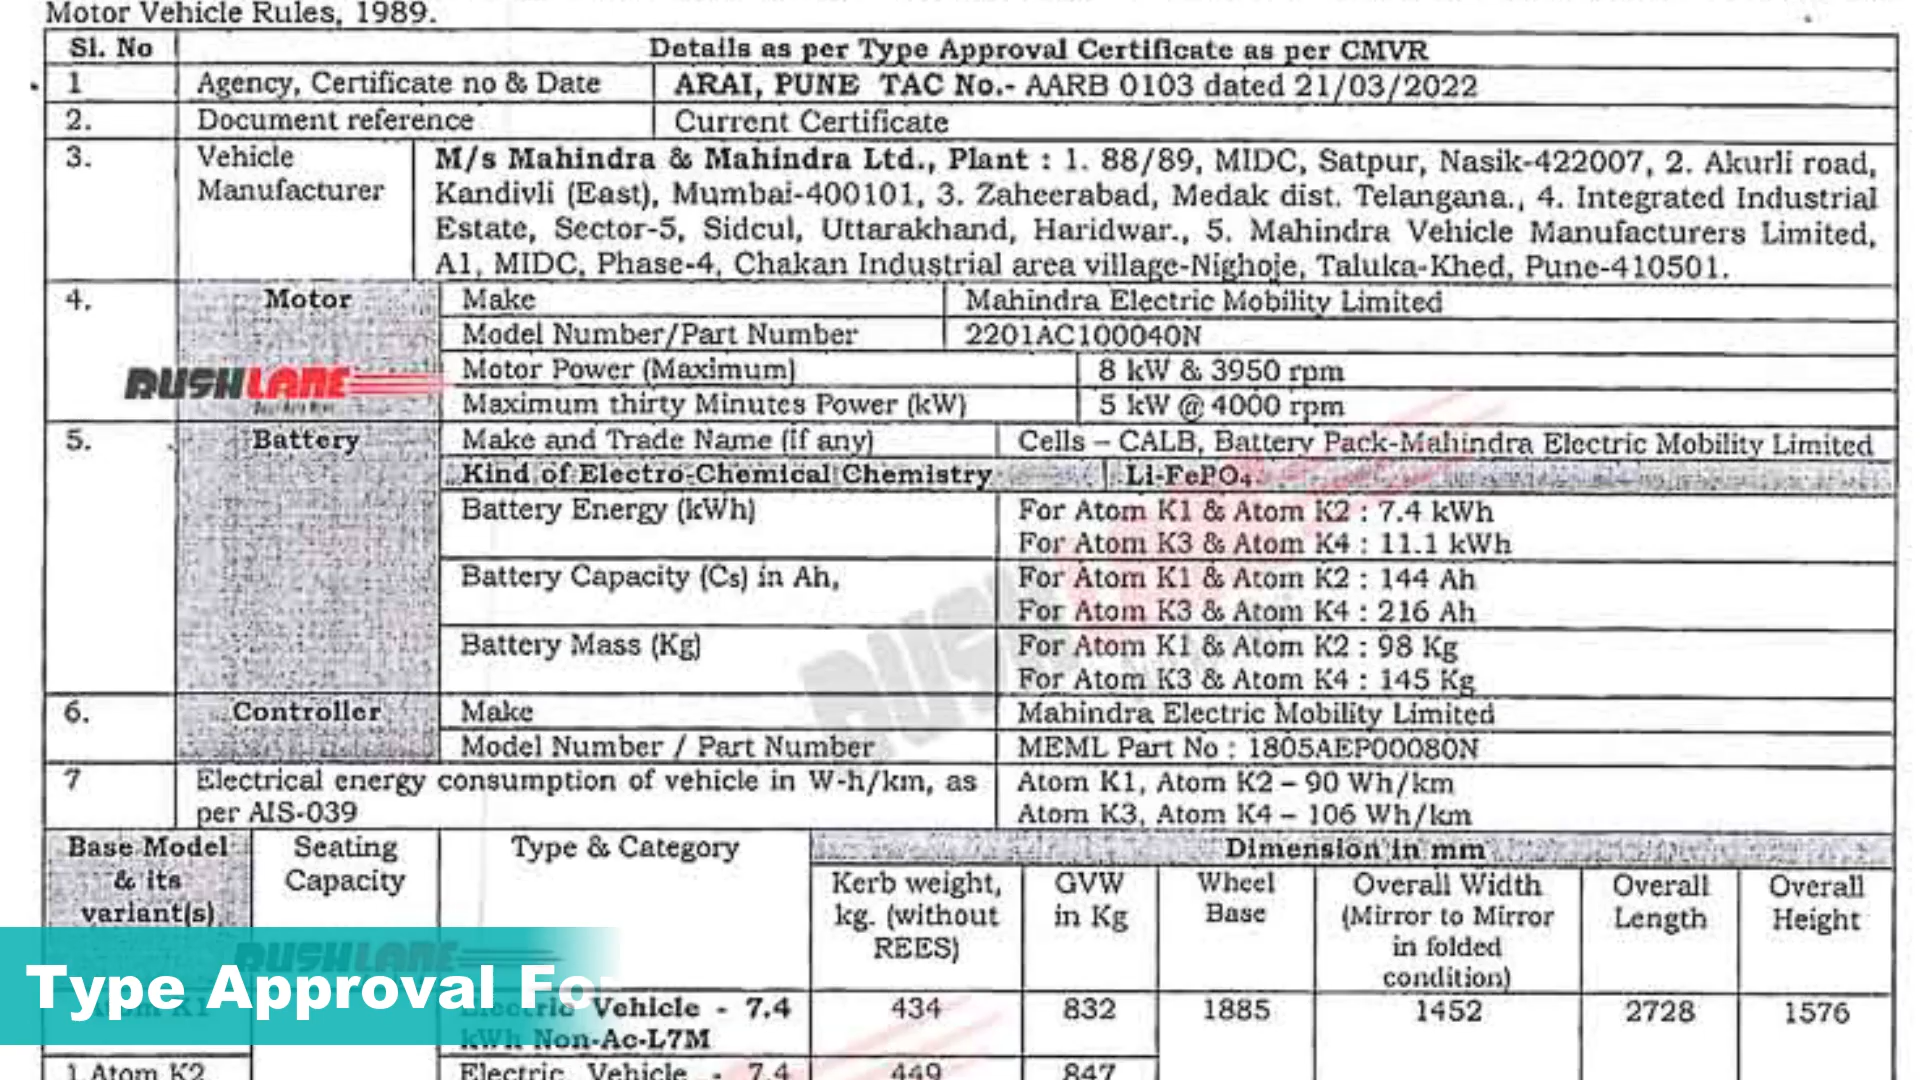 Motor Vehicle Rules, 1989.
Sl. No Details as per Type Approval Certificate as per CMVR
1 Agency, Certificate no & Date ARAI, PUNE TAC No.- AARB 0103 dated 21/03/2022
2. Document reference Current Certificate
3. Vehicle Manufacturer M/s Mahindra & Mahindra Ltd., Plant : 1. 88/89, MIDC, Satpur, Nasik-422007, 2. Akurli road,
Kandivli (East), Mumbai-400101, 3. Zaheerabad, Medak dist. Telangana., 4. Integrated Industrial
Estate, Sector-5, Sidcul, Uttarakhand, Haridwar., 5. Mahindra Vehicle Manufacturers Limited,
A1, MIDC, Phase-4, Chakan Industrial area village-Nighoje, Taluka-Khed, Pune-410501.
4. Motor Make Mahindra Electric Mobility Limited
Model Number/Part Number 2201AC100040N
RUSHLANE
Motor Power (Maximum) 8 kW & 3950 rpm
Maximum thirty Minutes Power (kW) 5 kW @ 4000 rpm
5. Battery Make and Trade Name (if any) Cells – CALB, Battery Pack-Mahindra Electric Mobility Limited
Kind of Electro-Chemical Chemistry Li-FePO4
Battery Energy (kWh) For Atom K1 & Atom K2 : 7.4 kWh
For Atom K3 & Atom K4 : 11.1 kWh
Battery Capacity (Cs) in Ah, For Atom K1 & Atom K2 : 144 Ah
For Atom K3 & Atom K4 : 216 Ah
Battery Mass (Kg) For Atom K1 & Atom K2 : 98 Kg
For Atom K3 & Atom K4 : 145 Kg
6. Controller Make Mahindra Electric Mobility Limited
Model Number / Part Number MEML Part No : 1805AEP00080N
7 Electrical energy consumption of vehicle in W-h/km, as Atom K1, Atom K2 – 90 Wh/km
per AIS-039 Atom K3, Atom K4 – 106 Wh/km
Base Model & its variant(s) Seating Capacity Type & Category Dimension in mm
Kerb weight, kg. (without REES) GVW in Kg Wheel Base Overall Width (Mirror to Mirror in folded condition) Overall Length Overall Height
RUSHLANE
Type Approval Fo
Atom K1 Electric Vehicle - 7.4 434 832 1885 1452 2728 1576
kWh Non-Ac-L7M
1.Atom K2 Electric Vehicle - 7.4 449 847